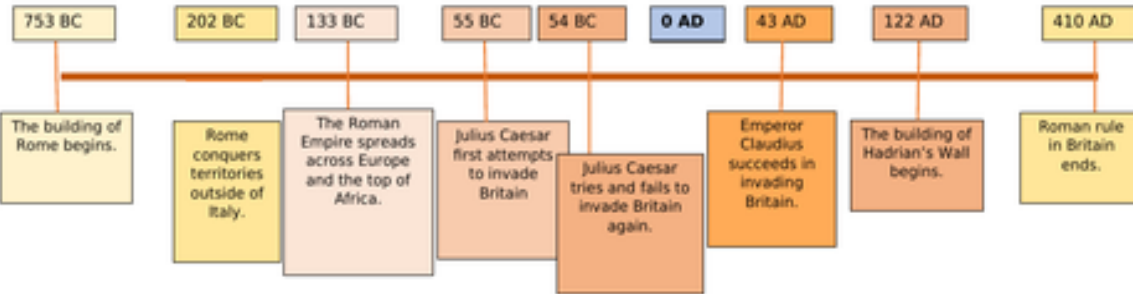 753 BC
202 BC
133 BC
55 BC
54 BC
0 AD
43 AD
122 AD
410 AD
The building of
Rome begins.
Rome
conquers
territories
outside of
Italy.
The Roman
Empire spreads
across Europe
and the top of
Africa.
Julius Caesar
first attempts
to invade
Britain
Julius Caesar
tries and fails to
invade Britain
again.
Emperor
Claudius
succeeds in
invading
Britain.
The building of
Hadrian's Wall
begins.
Roman rule
in Britain
ends.